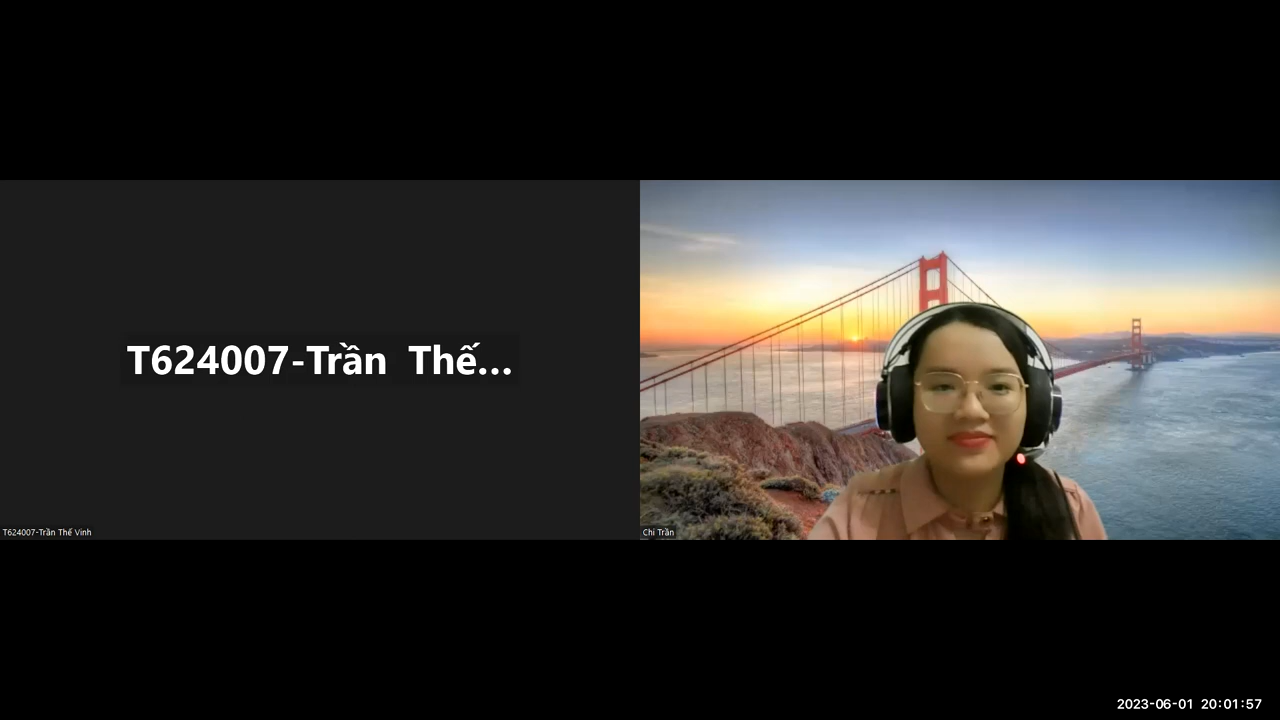 T624007-Trần Thế...
T624007-Trần Thế Vinh
Chi Trần
2023-06-01 20:01:57